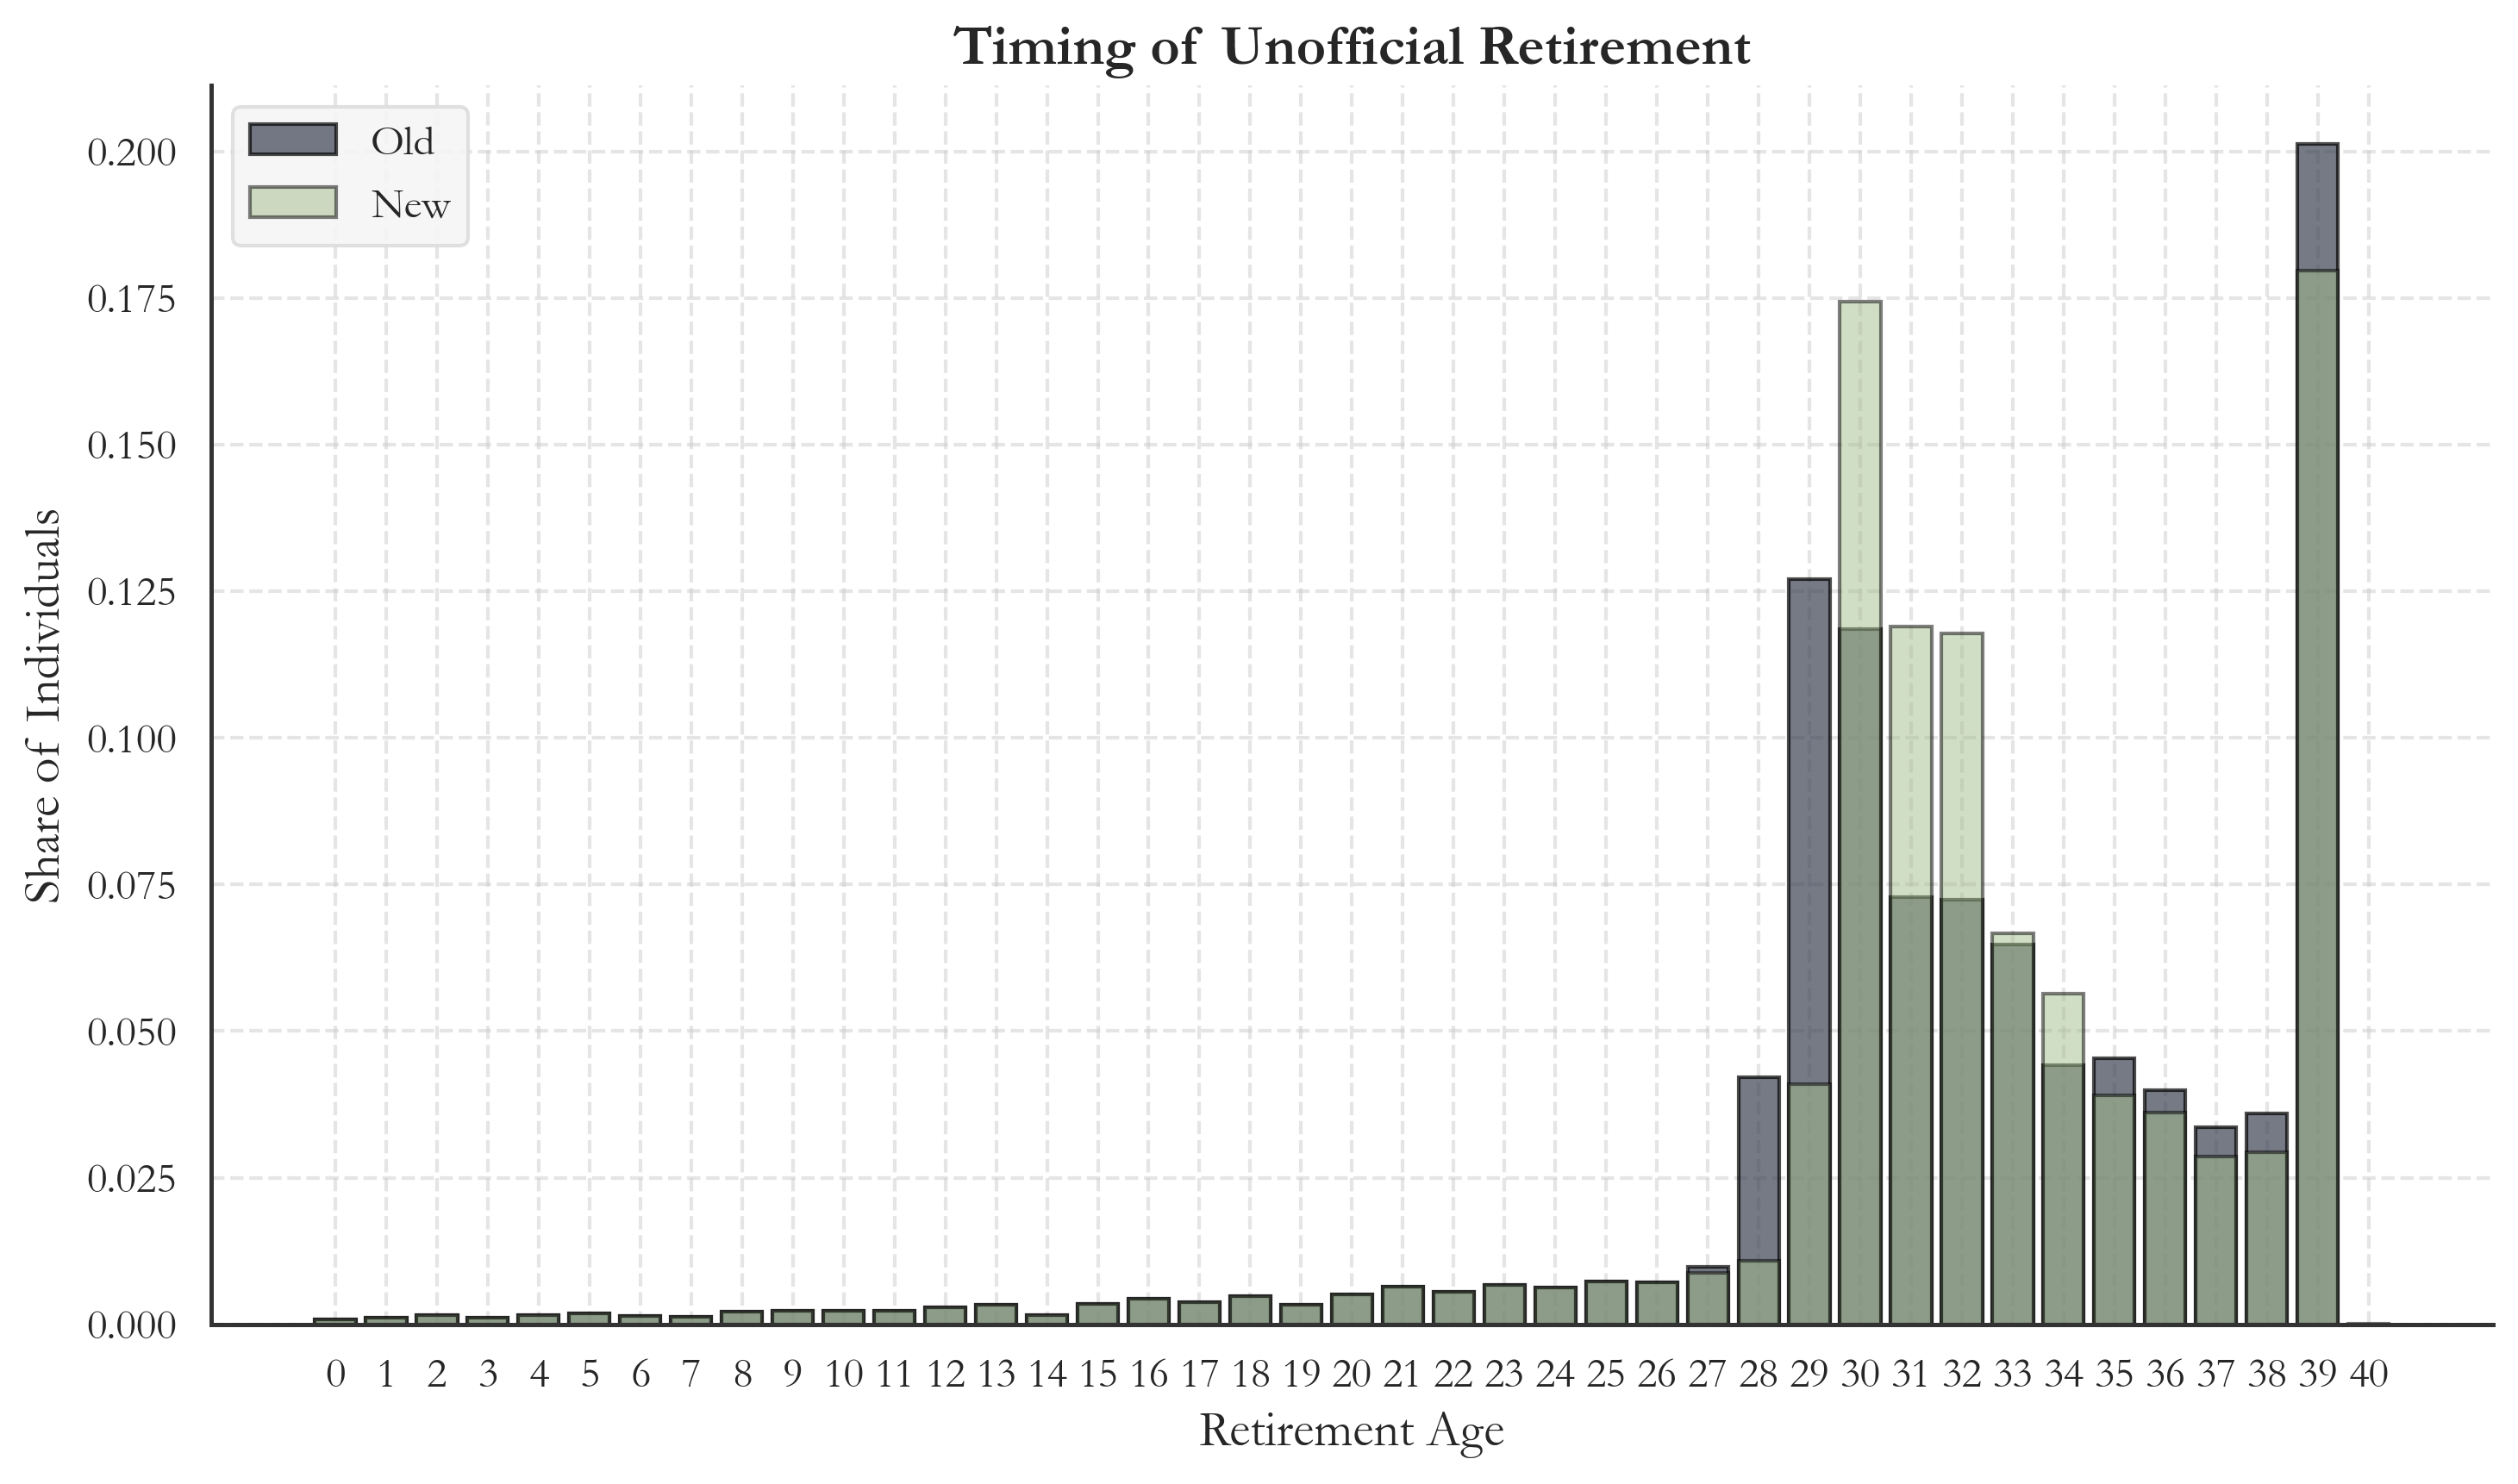 Timing of Unofficial Retirement
Old
New
Share of Individuals
0.200
0.175
0.150
0.125
0.100
0.075
0.050
0.025
0.000
0 1 2 3 4 5 6 7 8 9 10 11 12 13 14 15 16 17 18 19 20 21 22 23 24 25 26 27 28 29 30 31 32 33 34 35 36 37 38 39 40
Retirement Age